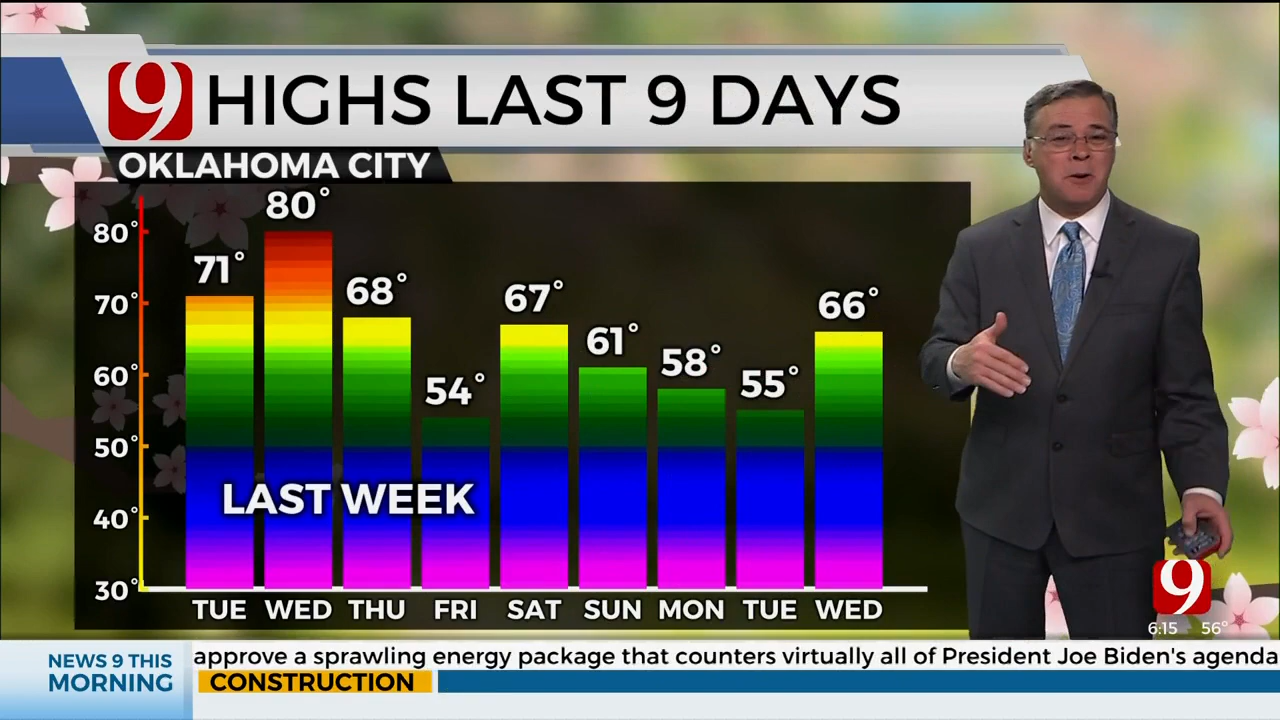 9 HIGHS LAST 9 DAYS
OKLAHOMA CITY
80°
70°
60°
50°
40°
30°
71°
80°
68°
54°
67°
61°
58°
55°
66°
LAST WEEK
TUE WED THU FRI SAT SUN MON TUE WED
9
6:15 56°
NEWS 9 THIS MORNING
approve a sprawling energy package that counters virtually all of President Joe Biden's agenda
CONSTRUCTION